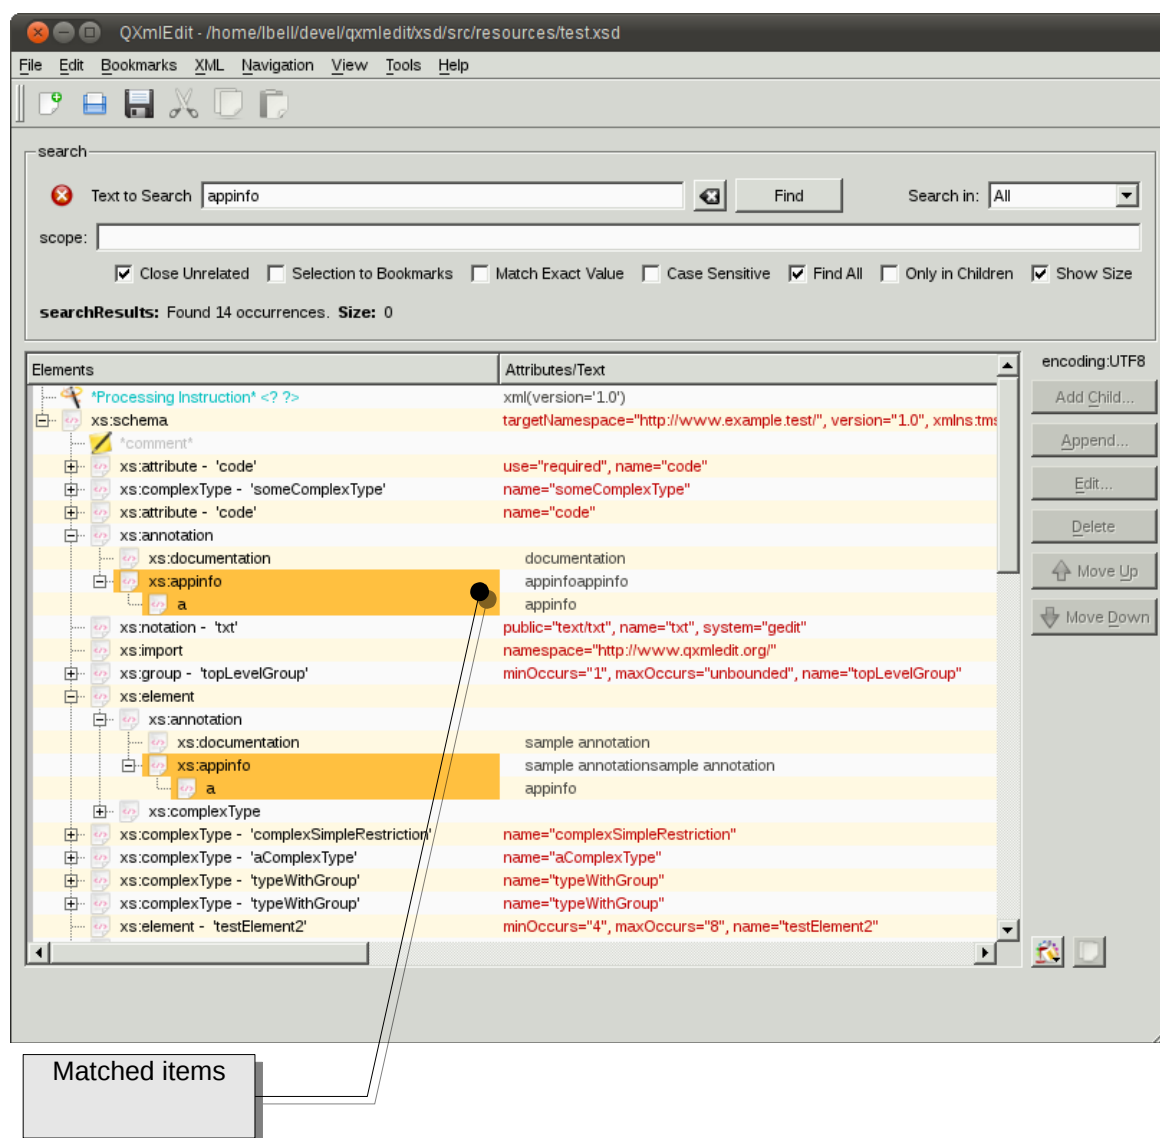 QXmlEdit - /home/lbell/devel/qxmledit/xsd/src/resources/test.xsd
File Edit Bookmarks XML Navigation View Tools Help
search
Text to Search appinfo Find Search in: All
scope:
Close Unrelated Selection to Bookmarks Match Exact Value Case Sensitive Find All Only in Children Show Size
searchResults: Found 14 occurrences. Size: 0
Elements Attributes/Text encoding:UTF8
*Processing Instruction* <? ?> xml(version='1.0') Add Child...
xs:schema targetNamespace="http://www.example.test/", version="1.0", xmlns:tms
*comment* Append...
xs:attribute - 'code' use="required", name="code"
xs:complexType - 'someComplexType' name="someComplexType" Edit...
xs:attribute - 'code' name="code"
xs:annotation Delete
xs:documentation documentation
xs:appinfo appinfoappinfo Move Up
a appinfo
xs:notation - 'txt' public="text/txt", name="txt", system="gedit" Move Down
xs:import namespace="http://www.qxmledit.org/"
xs:group - 'topLevelGroup' minOccurs="1", maxOccurs="unbounded", name="topLevelGroup"
xs:element
xs:annotation
xs:documentation sample annotation
xs:appinfo sample annotationsample annotation
a appinfo
xs:complexType
xs:complexType - 'complexSimpleRestriction' name="complexSimpleRestriction"
xs:complexType - 'aComplexType' name="aComplexType"
xs:complexType - 'typeWithGroup' name="typeWithGroup"
xs:complexType - 'typeWithGroup' name="typeWithGroup"
xs:element - 'testElement2' minOccurs="4", maxOccurs="8", name="testElement2"
Matched items